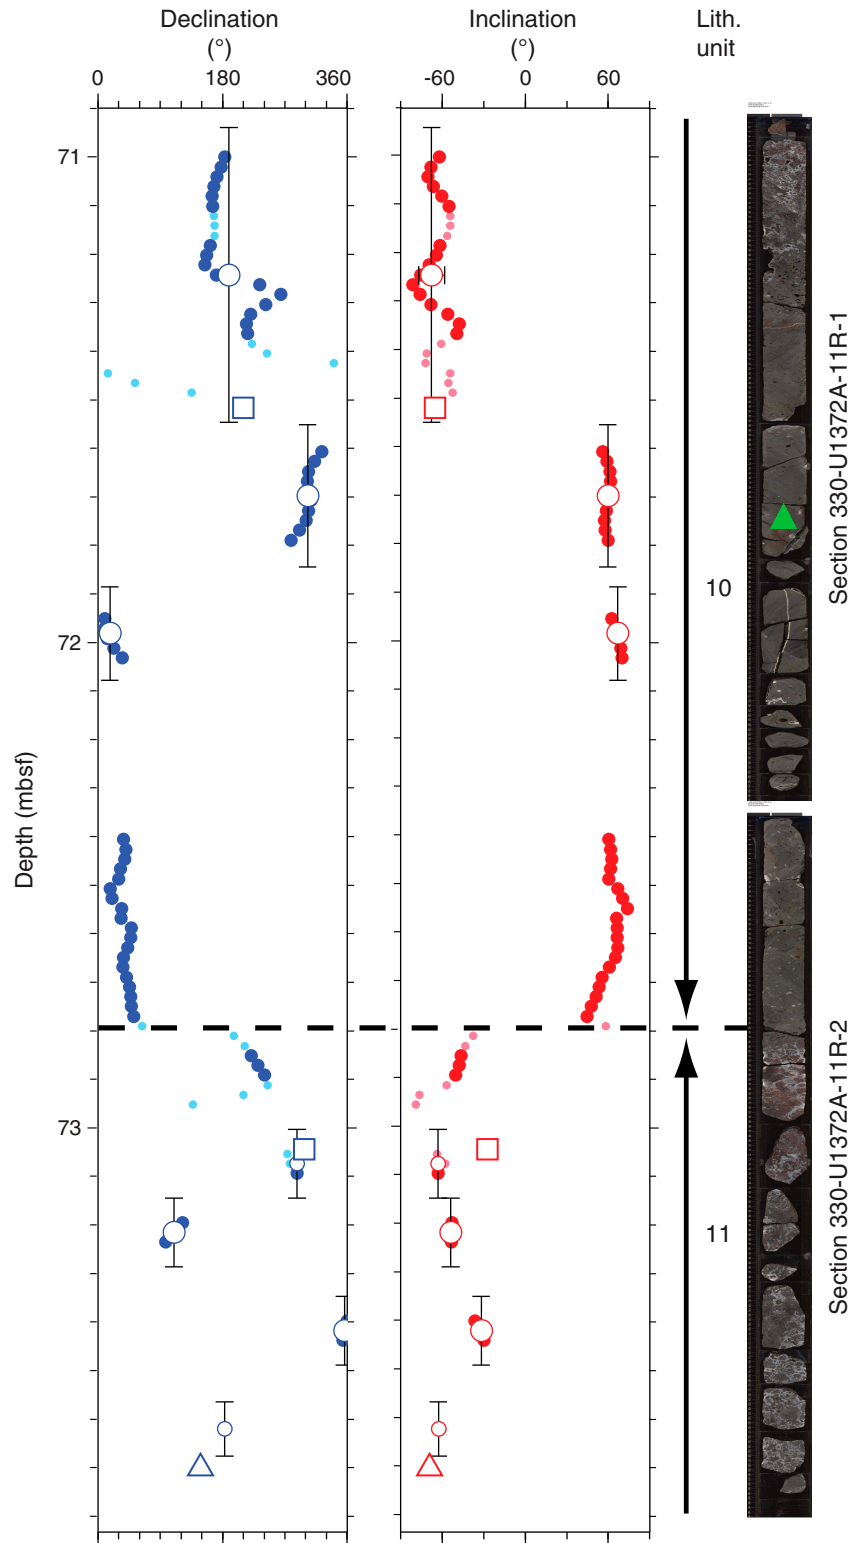 Declination
(°)
Inclination
(°)
Lith.
unit
0 180 360
-60 0 60
71
72
73
Depth (mbsf)
10
11
Section 330-U1372A-11R-1
Section 330-U1372A-11R-2